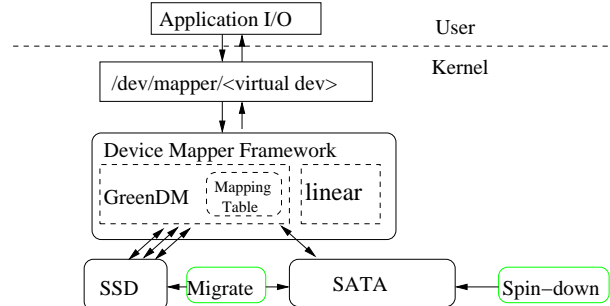 Application I/O
User
Kernel
/dev/mapper/<virtual dev>
Device Mapper Framework
GreenDM
Mapping
Table
linear
SSD
Migrate
SATA
Spin−down